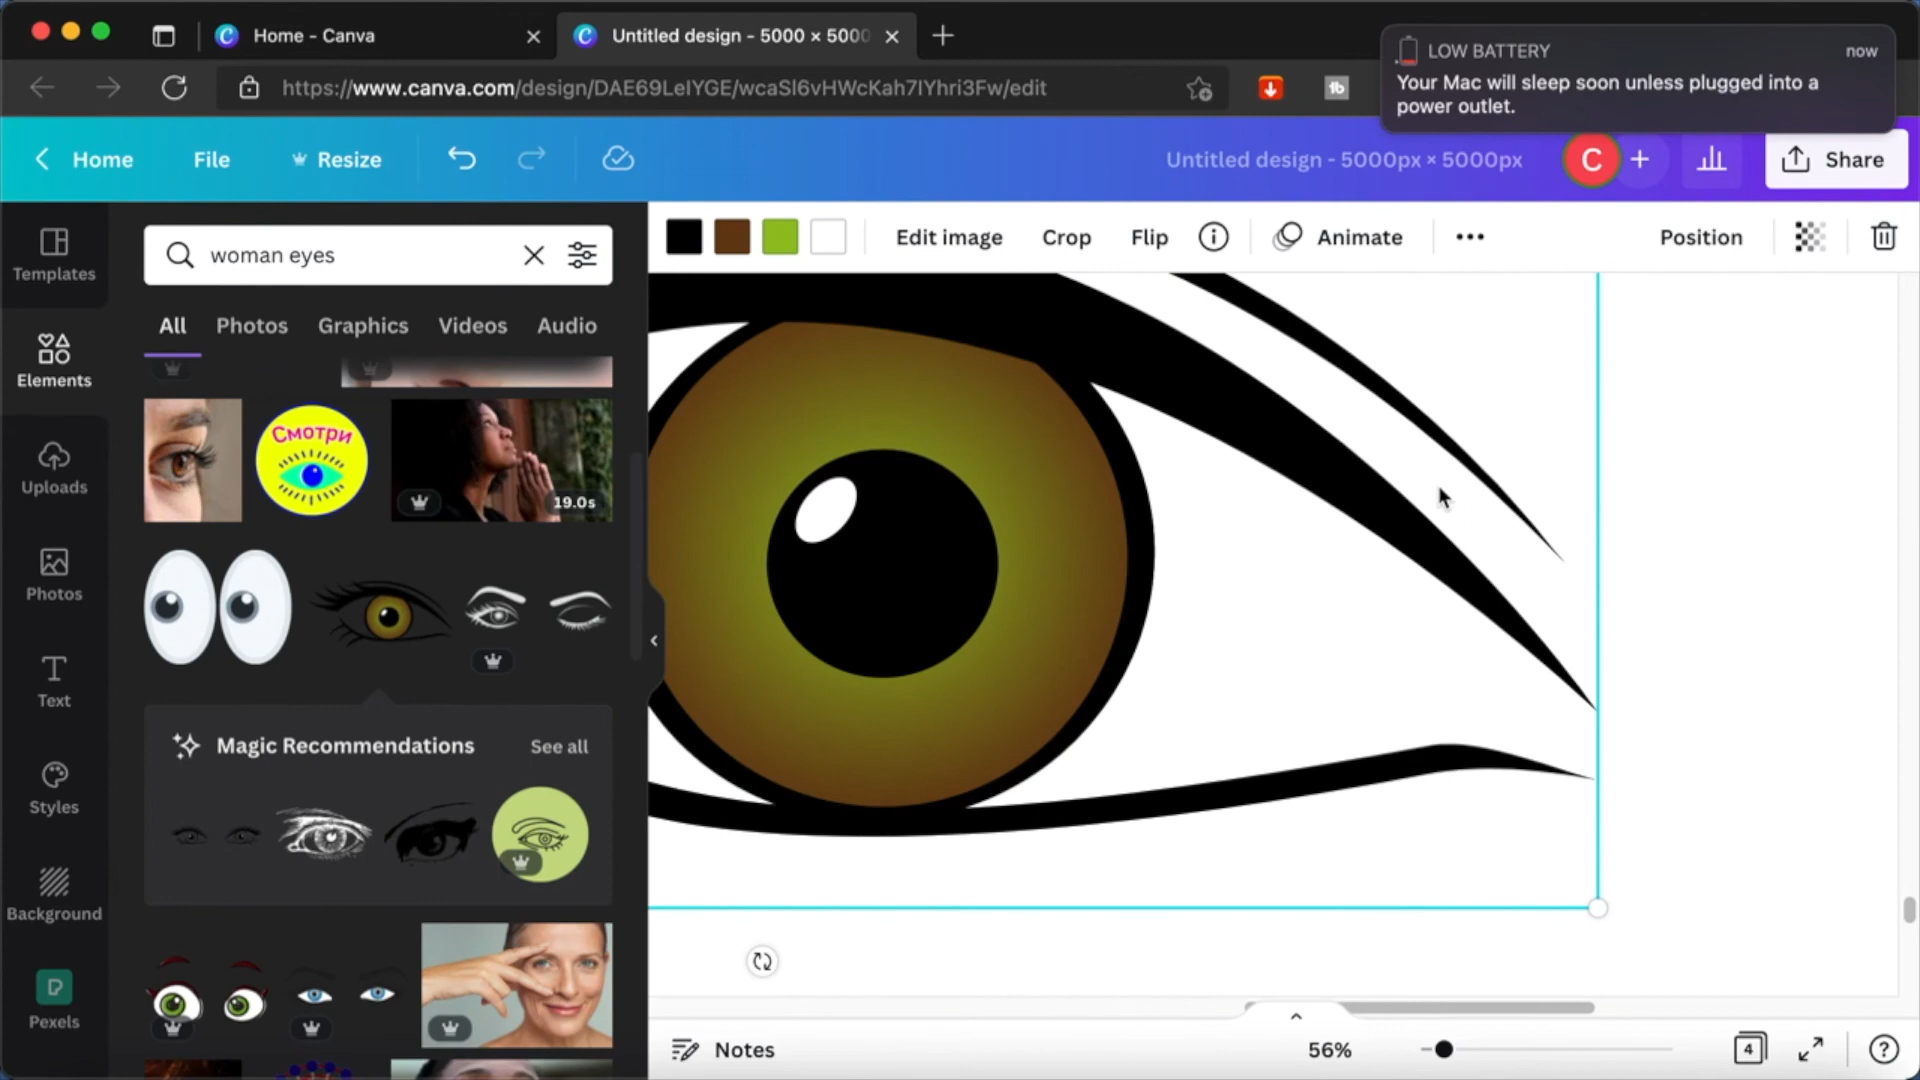 Home - Canva
Untitled design - 5000 × 5000
LOW BATTERY
now
Your Mac will sleep soon unless plugged into a
power outlet.
https://www.canva.com/design/DAE69LeIYGE/wcaSl6vHWcKah7IYhri3Fw/edit
tb
Home
File
Resize
Untitled design - 5000px × 5000px
C
Share
Templates
Elements
Uploads
Photos
Text
Styles
Background
Pexels
woman eyes
All
Photos
Graphics
Videos
Audio
Смотри
19.0s
Magic Recommendations
See all
Edit image
Crop
Flip
Animate
Position
Notes
56%
4